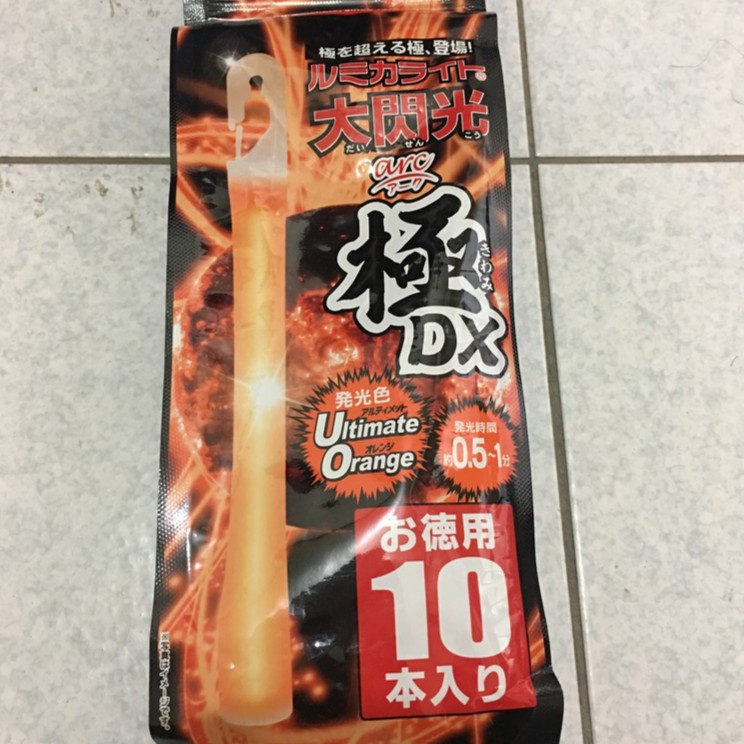 極を超える極、登場!
ルミカライト®
大閃光
だい せん こう
arc
アーク
極
きわみ
DX
発光色
アルティメット
Ultimate
オレンジ
Orange
発光時間
約0.5~1分
お徳用
10
本入り
※写真はイメージです。